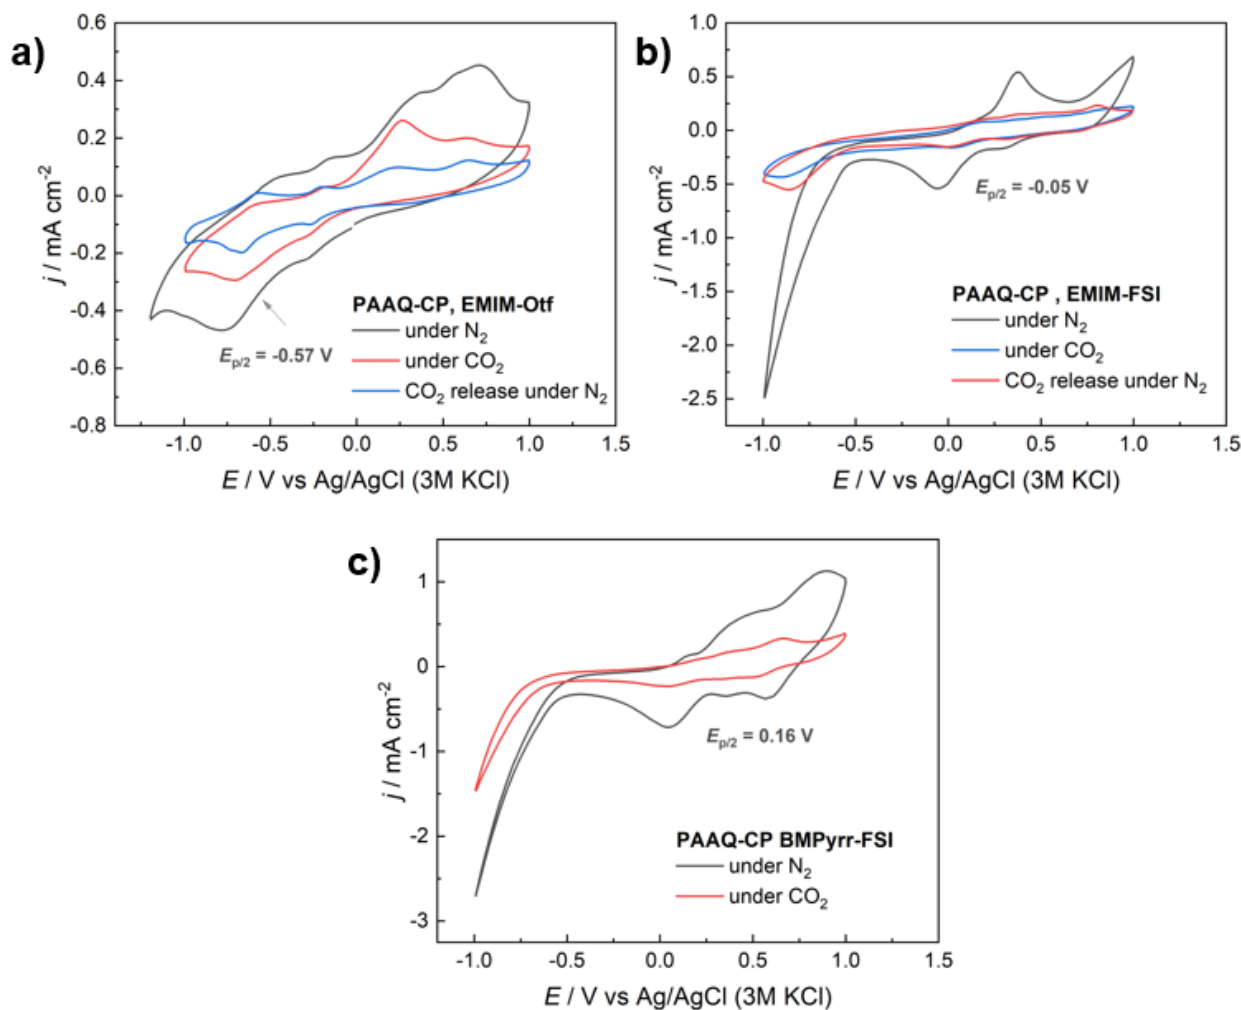 a)
0.6
0.4
0.2
0.0
-0.2
-0.4
-0.6
-0.8
j / mA cm-2
Ep/2 = -0.57 V
PAAQ-CP, EMIM-Otf
under N2
under CO2
CO2 release under N2
-1.0 -0.5 0.0 0.5 1.0 1.5
E / V vs Ag/AgCl (3M KCl)
b)
1.0
0.5
0.0
-0.5
-1.0
-1.5
-2.0
-2.5
j / mA cm-2
Ep/2 = -0.05 V
PAAQ-CP , EMIM-FSI
under N2
under CO2
CO2 release under N2
-1.0 -0.5 0.0 0.5 1.0 1.5
E / V vs Ag/AgCl (3M KCl)
c)
1
0
-1
-2
-3
j / mA cm-2
Ep/2 = 0.16 V
PAAQ-CP BMPyrr-FSI
under N2
under CO2
-1.0 -0.5 0.0 0.5 1.0 1.5
E / V vs Ag/AgCl (3M KCl)